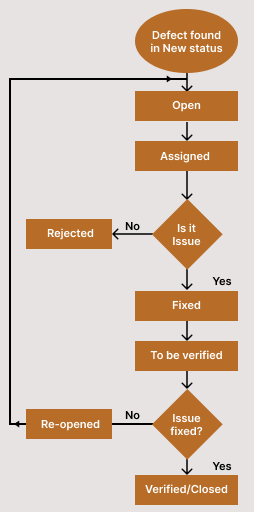 Defect found
in New status
Open
Assigned
Is it
Issue
No
Rejected
Yes
Fixed
To be verified
Issue
fixed?
No
Re-opened
Yes
Verified/Closed